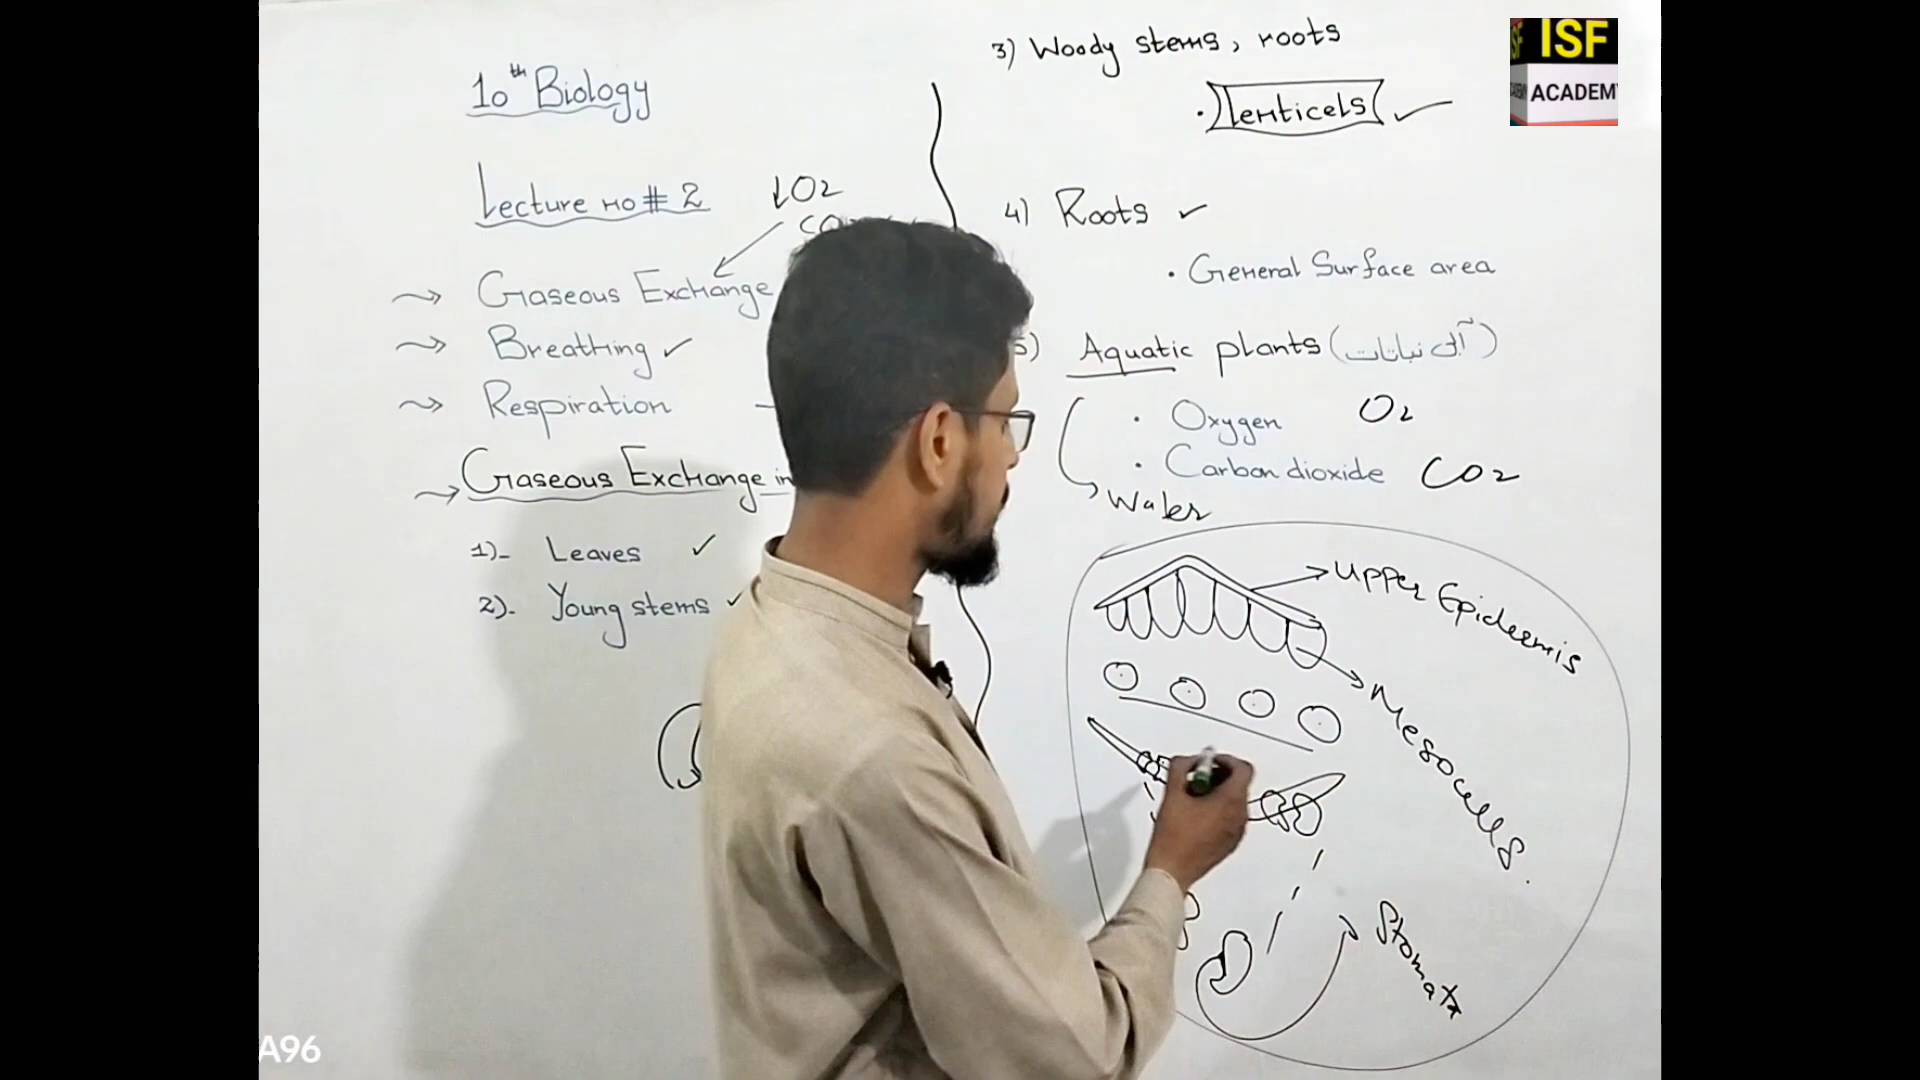 10th Biology
Lecture no # 2
↓O2
→ Gaseous Exchange
→ Breathing ✓
→ Respiration
→ Gaseous Exchange in
1)- Leaves ✓
2)- Young stems ✓
3) Woody stems, roots
• lenticels ✓
4) Roots ✓
• General Surface area
5) Aquatic plants (آبی نباتات)
• Oxygen O2
• Carbon dioxide CO2
Water
Upper Epidermis
Mesocells.
Stomata
ISF
ACADEMY
A96